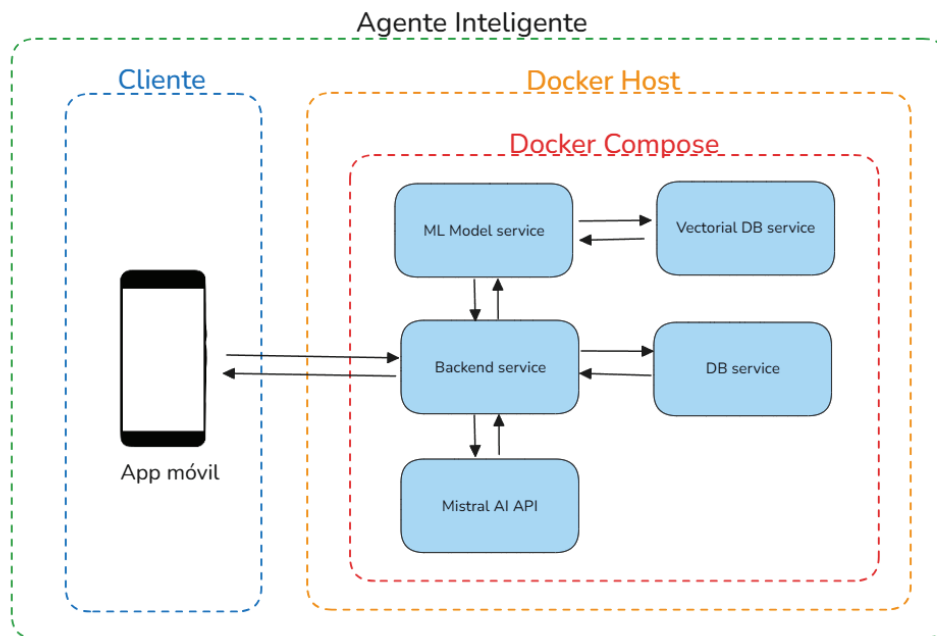 Agente Inteligente
Cliente
Docker Host
Docker Compose
ML Model service
Vectorial DB service
Backend service
DB service
App móvil
Mistral AI API